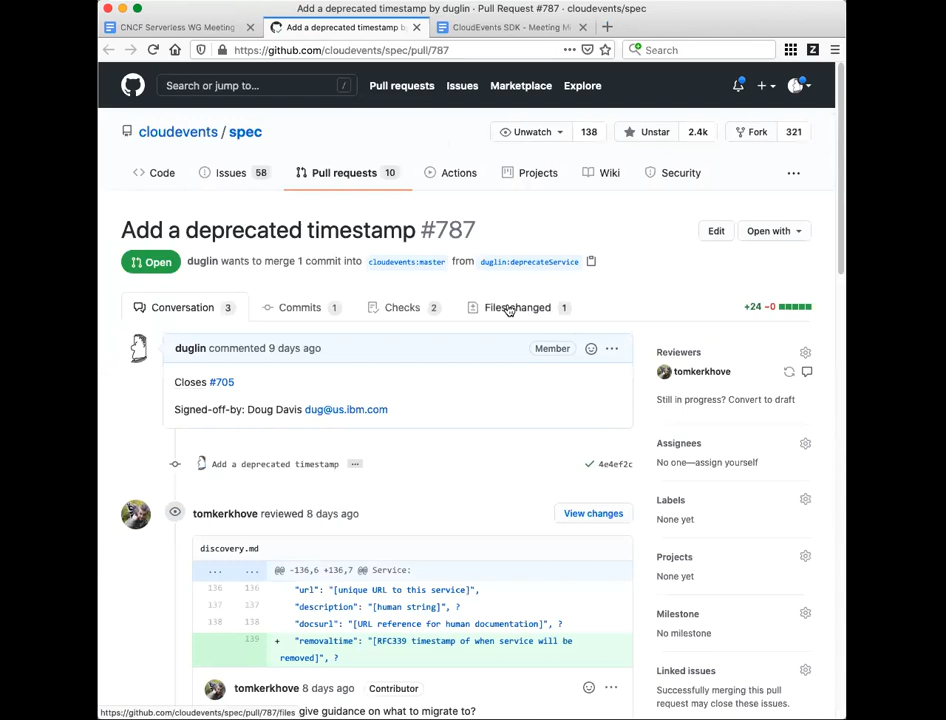 Add a deprecated timestamp by duglin · Pull Request #787 · cloudevents/spec
CNCF Serverless WG Meeting
Add a deprecated timestamp b
CloudEvents SDK - Meeting Mi
https://github.com/cloudevents/spec/pull/787
Search
Search or jump to...
/
Pull requests
Issues
Marketplace
Explore
cloudevents / spec
Unwatch 138
Unstar 2.4k
Fork 321
Code
Issues 58
Pull requests 10
Actions
Projects
Wiki
Security
Add a deprecated timestamp #787
Edit
Open with
Open
duglin wants to merge 1 commit into cloudevents:master from duglin:deprecateService
Conversation 3
Commits 1
Checks 2
Files changed 1
+24 −0
duglin commented 9 days ago
Member
Closes #705
Signed-off-by: Doug Davis dug@us.ibm.com
Add a deprecated timestamp
4e4ef2c
tomkerkhove reviewed 8 days ago
View changes
discovery.md
... ... @@ -136,6 +136,7 @@ Service:
136 136 "url": "[unique URL to this service]",
137 137 "description": "[human string]", ?
138 138 "docsurl": "[URL reference for human documentation]", ?
139 + "removaltime": "[RFC339 timestamp of when service will be
removed]", ?
tomkerkhove 8 days ago
Contributor
give guidance on what to migrate to?
Reviewers
tomkerkhove
Still in progress? Convert to draft
Assignees
No one—assign yourself
Labels
None yet
Projects
None yet
Milestone
No milestone
Linked issues
Successfully merging this pull
request may close these issues.
https://github.com/cloudevents/spec/pull/787/files